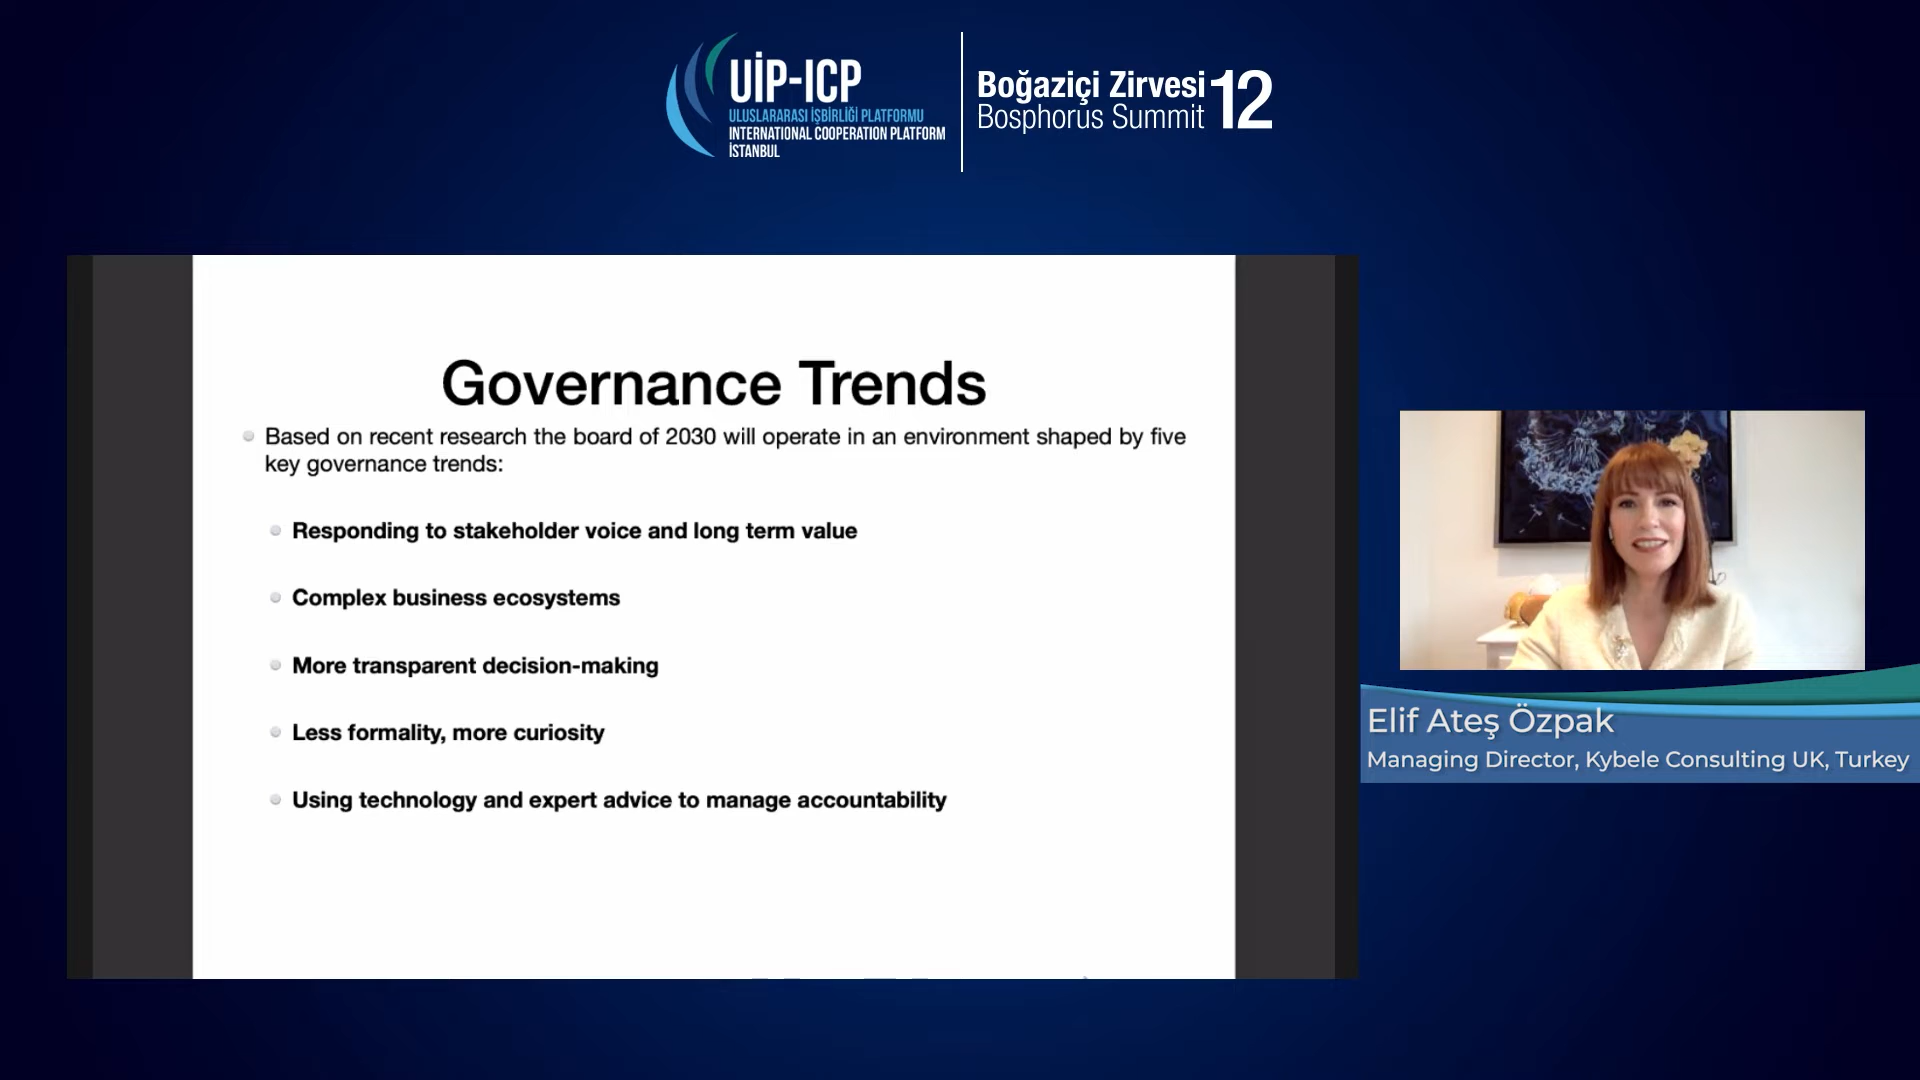 UİP-ICP
ULUSLARARASI İŞBİRLİĞİ PLATFORMU
INTERNATIONAL COOPERATION PLATFORM
İSTANBUL
Boğaziçi Zirvesi 12
Bosphorus Summit
Governance Trends
Based on recent research the board of 2030 will operate in an environment shaped by five
key governance trends:
Responding to stakeholder voice and long term value
Complex business ecosystems
More transparent decision-making
Less formality, more curiosity
Using technology and expert advice to manage accountability
Elif Ateş Özpak
Managing Director, Kybele Consulting UK, Turkey